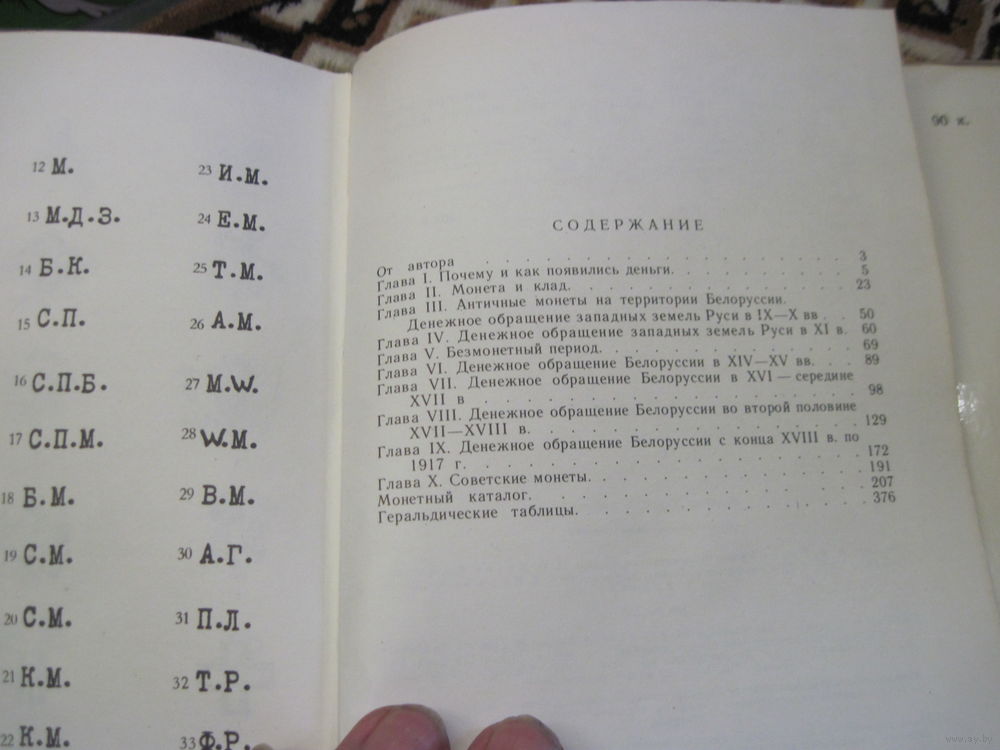 12 М.
13 М.Д.З.
14 Б.К.
15 С.П.
16 С.П.Б.
17 С.П.М.
18 Б.М.
19 С.М.
20 С.М.
21 К.М.
22 К.М.
23 И.М.
24 Е.М.
25 Т.М.
26 А.М.
27 М.W.
28 W.М.
29 В.М.
30 А.Г.
31 П.Л.
32 Т.Р.
33 Ф.Р.
СОДЕРЖАНИЕ
От автора . . . . . . . . . . . . . . . 3
Глава I. Почему и как появились деньги. . . . . . . . 5
Глава II. Монета и клад. . . . . . . . . . . . 23
Глава III. Античные монеты на территории Белоруссии.
Денежное обращение западных земель Руси в IX—X вв . . 50
Глава IV. Денежное обращение западных земель Руси в XI в. 60
Глава V. Безмонетный период. . . . . . . . . . . 69
Глава VI. Денежное обращение Белоруссии в XIV—XV вв. . . 89
Глава VII. Денежное обращение Белоруссии в XVI — середине
XVII в . . . . . . . . . . . . . . . 98
Глава VIII. Денежное обращение Белоруссии во второй половине
XVII—XVIII в. . . . . . . . . . . . . 129
Глава IX. Денежное обращение Белоруссии с конца XVIII в. по
1917 г. . . . . . . . . . . . . . . 172
Глава X. Советские монеты. . . . . . . . . . . 191
Монетный каталог. . . . . . . . . . . . . 207
Геральдические таблицы. . . . . . . . . . . 376
90 к.
www.ay.by